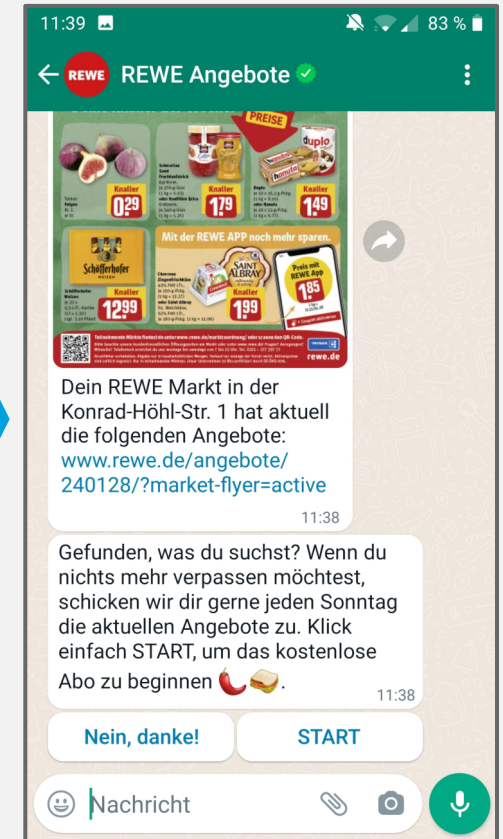 11:39
83 %
REWE
REWE Angebote
PREISE
duplo
hanuta
Knaller
0.29
Knaller
1.79
Knaller
1.49
Mit der REWE APP noch mehr sparen.
Schöfferhofer
WEIZEN
SAINT
ALBRAY
Preis mit
REWE App
1.85
Knaller
12.99
Knaller
1.99
rewe.de
Dein REWE Markt in der
Konrad-Höhl-Str. 1 hat aktuell
die folgenden Angebote:
www.rewe.de/angebote/
240128/?market-flyer=active
11:38
Gefunden, was du suchst? Wenn du
nichts mehr verpassen möchtest,
schicken wir dir gerne jeden Sonntag
die aktuellen Angebote zu. Klick
einfach START, um das kostenlose
Abo zu beginnen 🌶️ 🥪.
11:38
Nein, danke!
START
Nachricht